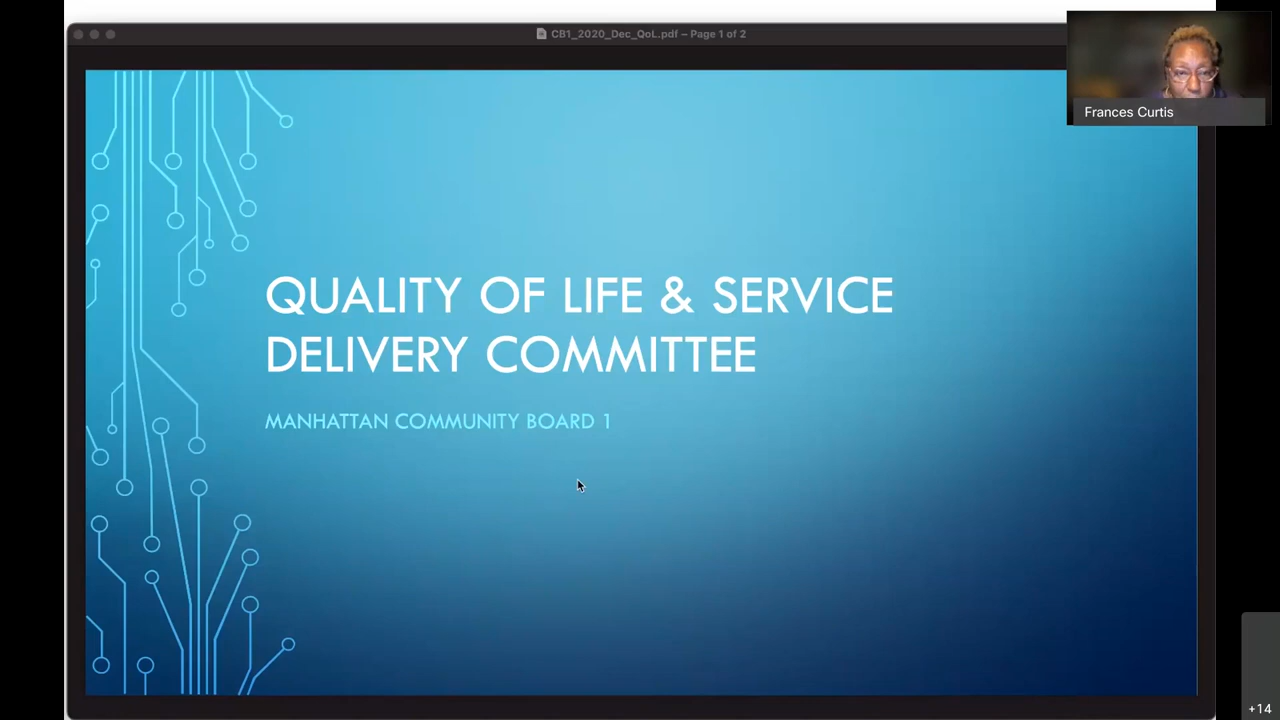 CB1_2020_Dec_QoL.pdf – Page 1 of 2
Frances Curtis
QUALITY OF LIFE & SERVICE
DELIVERY COMMITTEE
MANHATTAN COMMUNITY BOARD 1
+14